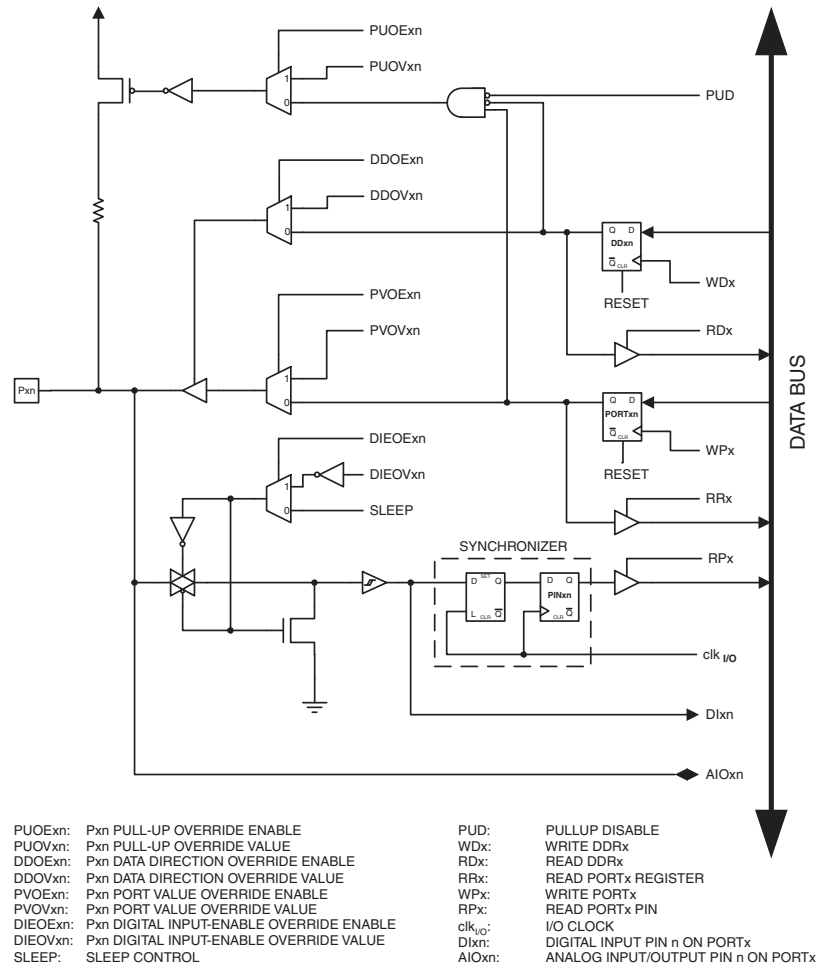 PUOExn
PUOVxn
1
0
PUD
DDOExn
DDOVxn
1
0
Q D
DDxn
Q CLR
WDx
RESET
RDx
PVOExn
PVOVxn
1
0
Pxn
Q D
PORTxn
Q CLR
WPx
RESET
RRx
DATA BUS
DIEOExn
DIEOVxn
1
0
SLEEP
SYNCHRONIZER
RPx
D SET Q
L CLR Q
D Q
PINxn
CLR Q
clk I/O
DIxn
AIOxn
PUOExn: Pxn PULL-UP OVERRIDE ENABLE
PUOVxn: Pxn PULL-UP OVERRIDE VALUE
DDOExn: Pxn DATA DIRECTION OVERRIDE ENABLE
DDOVxn: Pxn DATA DIRECTION OVERRIDE VALUE
PVOExn: Pxn PORT VALUE OVERRIDE ENABLE
PVOVxn: Pxn PORT VALUE OVERRIDE VALUE
DIEOExn: Pxn DIGITAL INPUT-ENABLE OVERRIDE ENABLE
DIEOVxn: Pxn DIGITAL INPUT-ENABLE OVERRIDE VALUE
SLEEP: SLEEP CONTROL
PUD: PULLUP DISABLE
WDx: WRITE DDRx
RDx: READ DDRx
RRx: READ PORTx REGISTER
WPx: WRITE PORTx
RPx: READ PORTx PIN
clkI/O: I/O CLOCK
DIxn: DIGITAL INPUT PIN n ON PORTx
AIOxn: ANALOG INPUT/OUTPUT PIN n ON PORTx